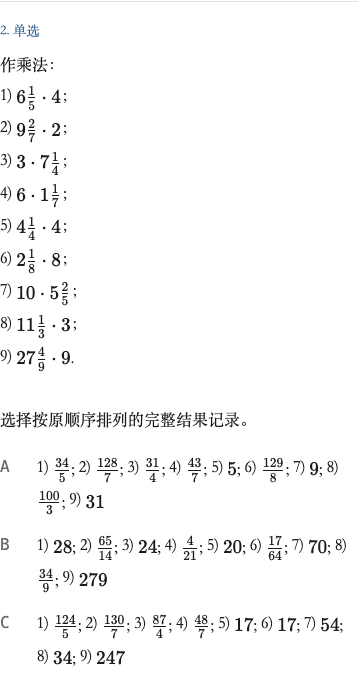 2. 单选
作乘法：
1) 6 1/5 · 4;
2) 9 2/7 · 2;
3) 3 · 7 1/4;
4) 6 · 1 1/7;
5) 4 1/4 · 4;
6) 2 1/8 · 8;
7) 10 · 5 2/5;
8) 11 1/3 · 3;
9) 27 4/9 · 9.
选择按原顺序排列的完整结果记录。
A 1) 34/5; 2) 128/7; 3) 31/4; 4) 43/7; 5) 5; 6) 129/8; 7) 9; 8)
100/3; 9) 31
B 1) 28; 2) 65/14; 3) 24; 4) 4/21; 5) 20; 6) 17/64; 7) 70; 8)
34/9; 9) 279
C 1) 124/5; 2) 130/7; 3) 87/4; 4) 48/7; 5) 17; 6) 17; 7) 54;
8) 34; 9) 247